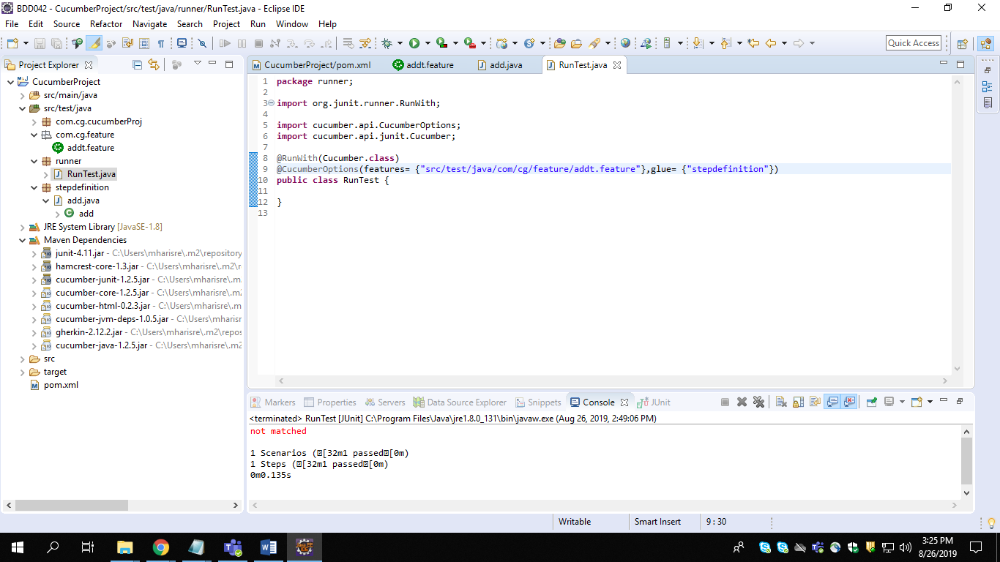 BDD042 - CucumberProject/src/test/java/runner/RunTest.java - Eclipse IDE
File Edit Source Refactor Navigate Search Project Run Window Help
Quick Access
Project Explorer
CucumberProject
src/main/java
src/test/java
com.cg.cucumberProj
com.cg.feature
addt.feature
runner
RunTest.java
stepdefinition
add.java
add
JRE System Library [JavaSE-1.8]
Maven Dependencies
junit-4.11.jar - C:\Users\mharisre\.m2\repository
hamcrest-core-1.3.jar - C:\Users\mharisre\.m2\r
cucumber-junit-1.2.5.jar - C:\Users\mharisre\.m
cucumber-core-1.2.5.jar - C:\Users\mharisre\.m
cucumber-html-0.2.3.jar - C:\Users\mharisre\.m
cucumber-jvm-deps-1.0.5.jar - C:\Users\mharisr
gherkin-2.12.2.jar - C:\Users\mharisre\.m2\repos
cucumber-java-1.2.5.jar - C:\Users\mharisre\.m2
src
target
pom.xml
CucumberProject/pom.xml addt.feature add.java RunTest.java
1 package runner;
2
3 import org.junit.runner.RunWith;
4
5 import cucumber.api.CucumberOptions;
6 import cucumber.api.junit.Cucumber;
7
8 @RunWith(Cucumber.class)
9 @CucumberOptions(features= {"src/test/java/com/cg/feature/addt.feature"},glue= {"stepdefinition"})
10 public class RunTest {
11
12 }
13
Markers Properties Servers Data Source Explorer Snippets Console JUnit
<terminated> RunTest [JUnit] C:\Program Files\Java\jre1.8.0_131\bin\javaw.exe (Aug 26, 2019, 2:49:06 PM)
not matched
1 Scenarios ([32m1 passed[0m)
1 Steps ([32m1 passed[0m)
0m0.135s
Writable Smart Insert 9 : 30
3:25 PM
8/26/2019